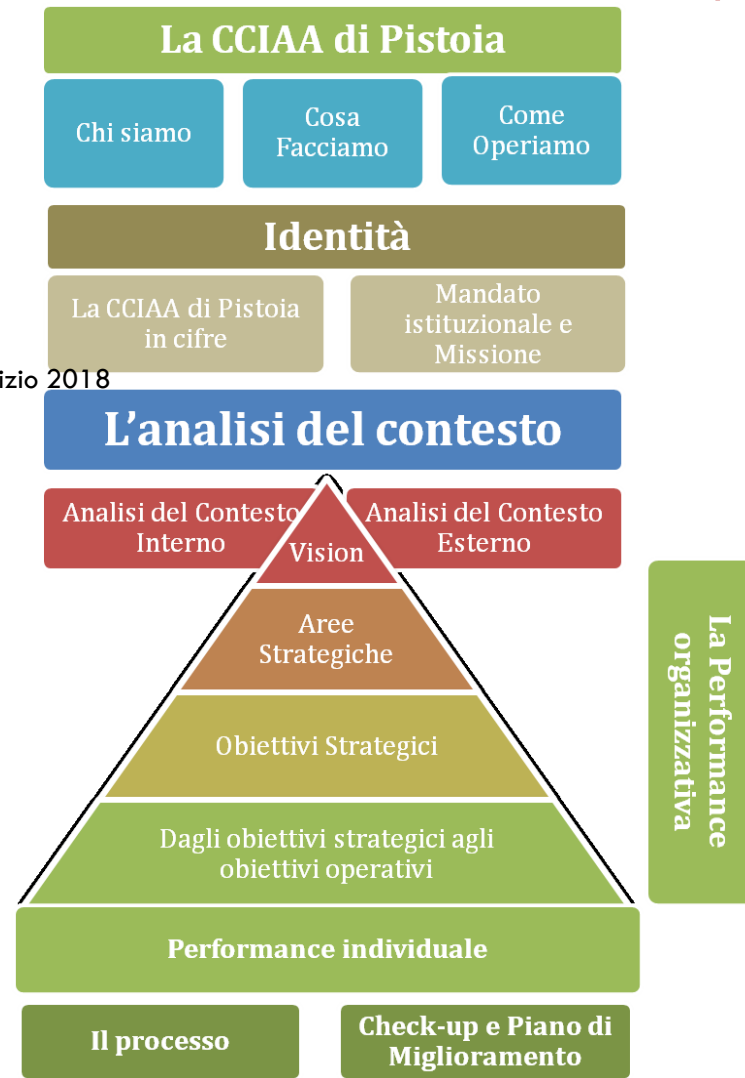 La CCIAA di Pistoia
Chi siamo
Cosa
Facciamo
Come
Operiamo
Identità
La CCIAA di Pistoia
in cifre
Mandato
istituzionale e
Missione
izio 2018
L’analisi del contesto
Analisi del Contesto
Interno
Analisi del Contesto
Esterno
Vision
Aree
Strategiche
Obiettivi Strategici
Dagli obiettivi strategici agli
obiettivi operativi
La Performance
organizzativa
Performance individuale
Il processo
Check-up e Piano di
Miglioramento